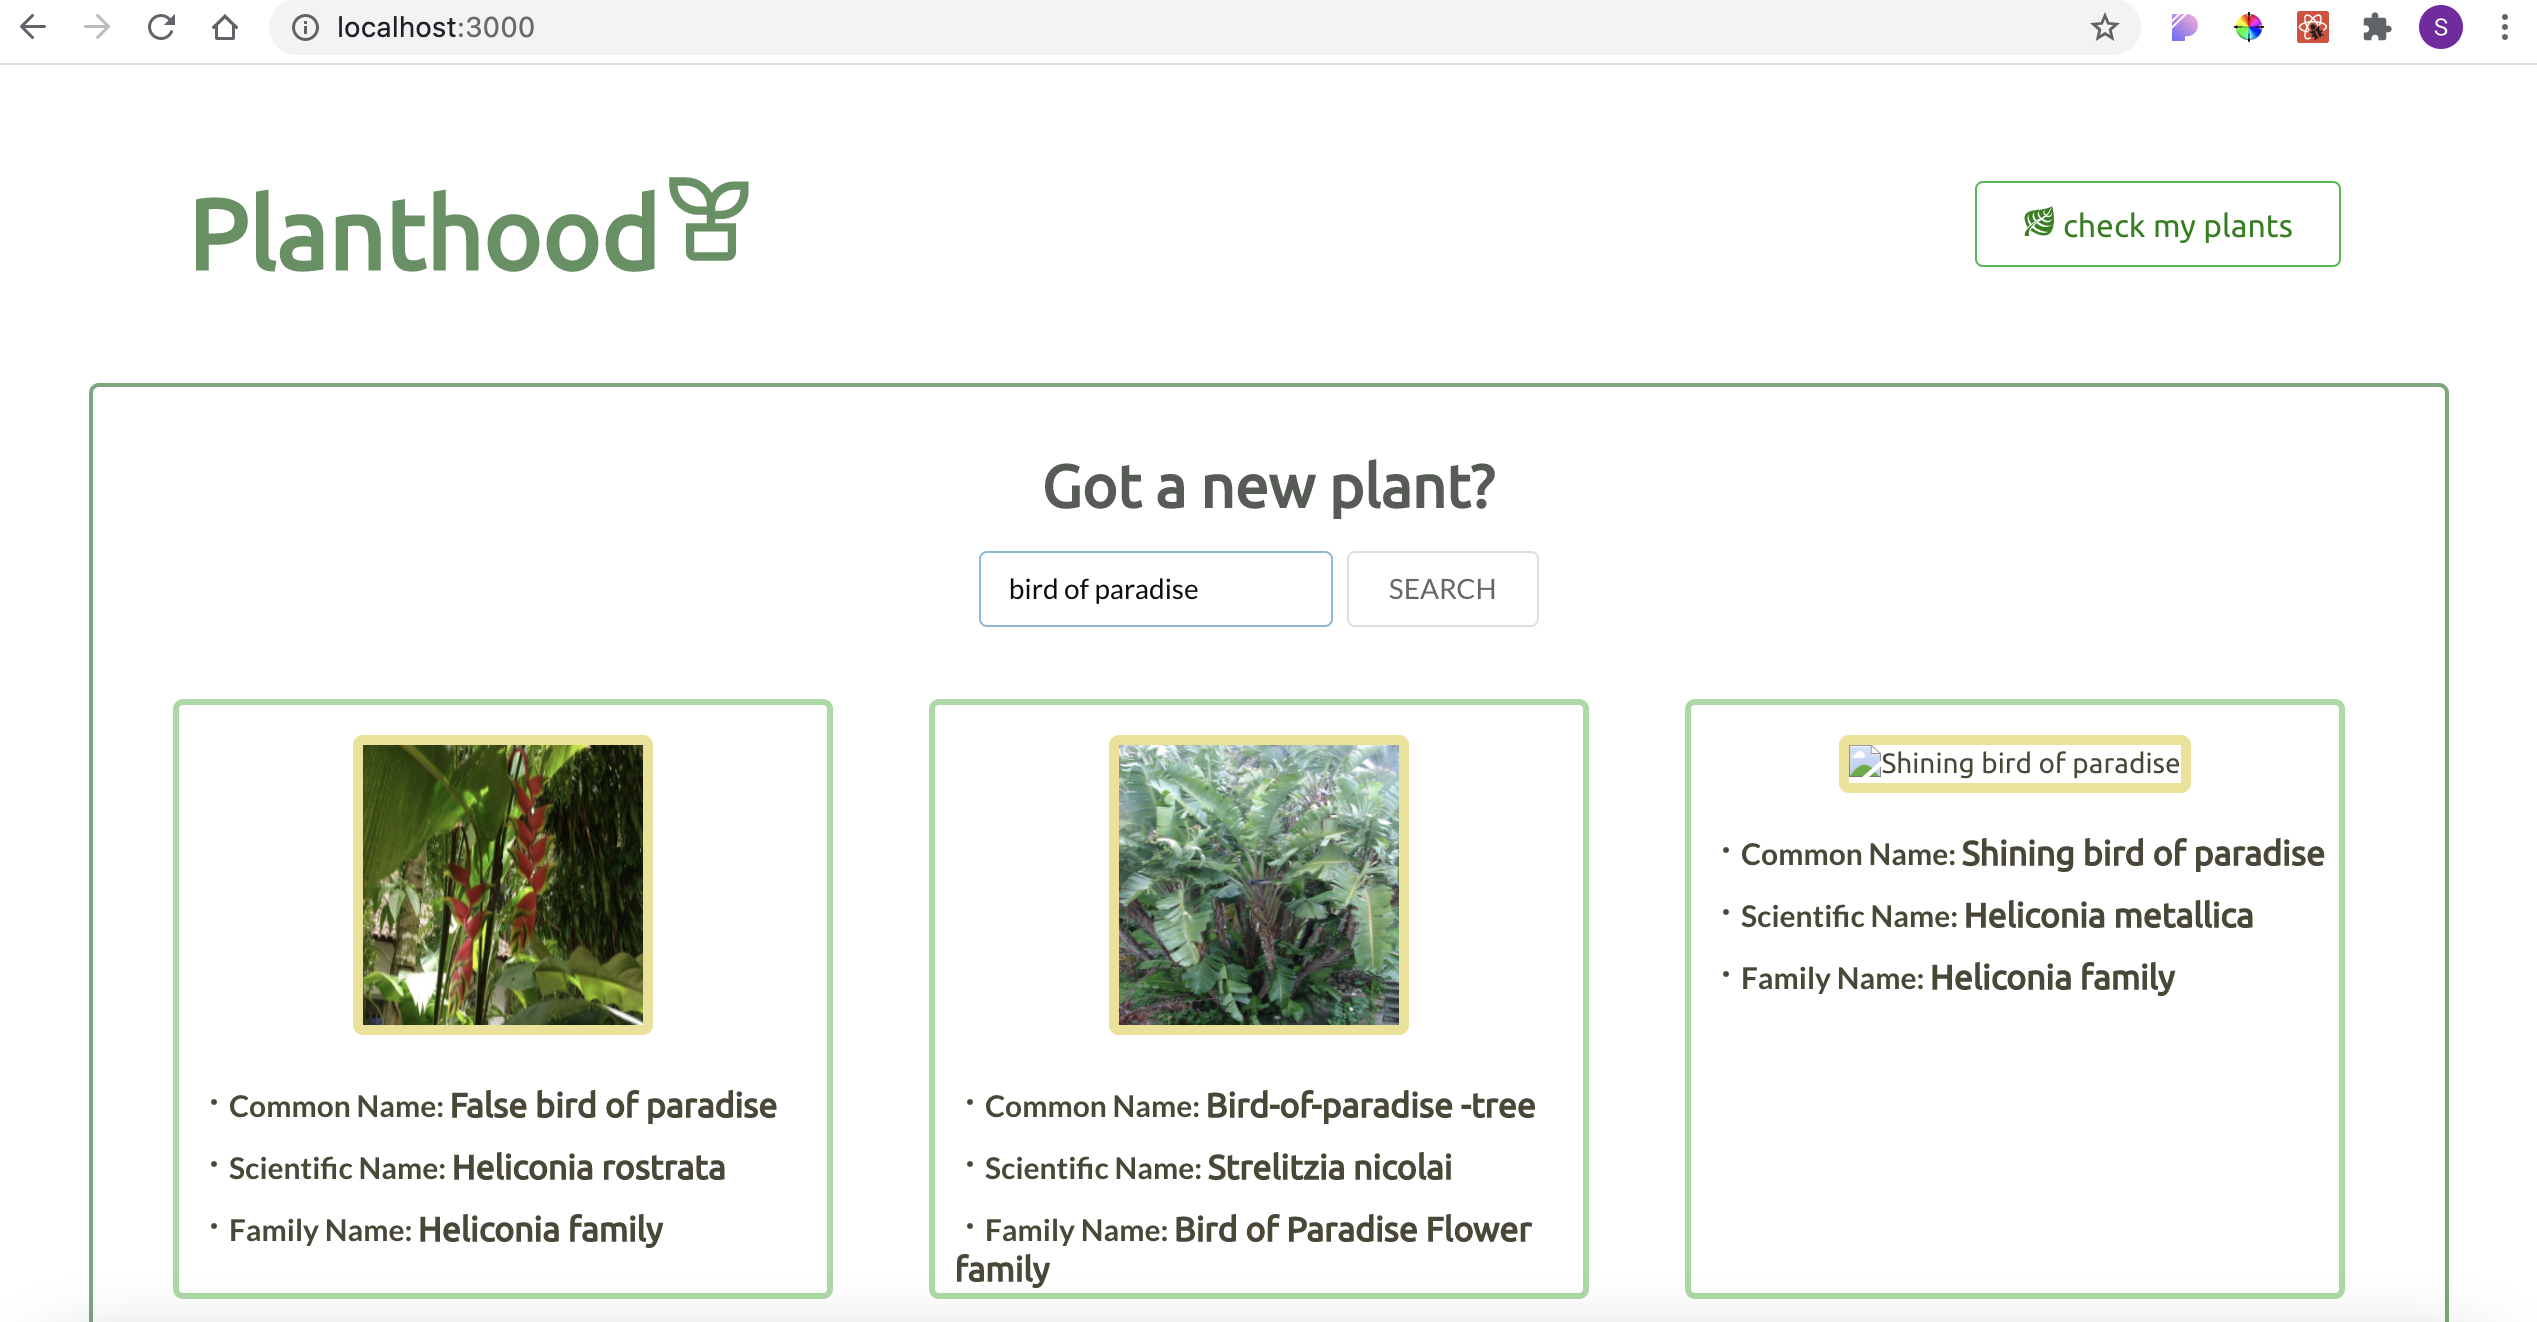 localhost:3000
S
Planthood
check my plants
Got a new plant?
bird of paradise
SEARCH
· Common Name: False bird of paradise
· Scientific Name: Heliconia rostrata
· Family Name: Heliconia family
· Common Name: Bird-of-paradise -tree
· Scientific Name: Strelitzia nicolai
· Family Name: Bird of Paradise Flower
family
Shining bird of paradise
· Common Name: Shining bird of paradise
· Scientific Name: Heliconia metallica
· Family Name: Heliconia family